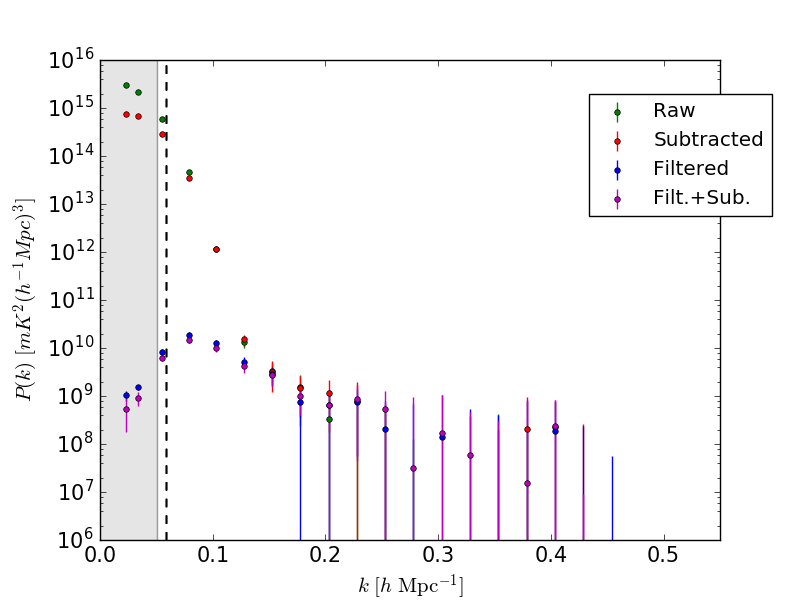 10^16
10^15
10^14
10^13
10^12
10^11
10^10
10^9
10^8
10^7
10^6
P(k) [mK^2(h^-1Mpc)^3]
Raw
Subtracted
Filtered
Filt.+Sub.
0.0 0.1 0.2 0.3 0.4 0.5
k [h Mpc^-1]